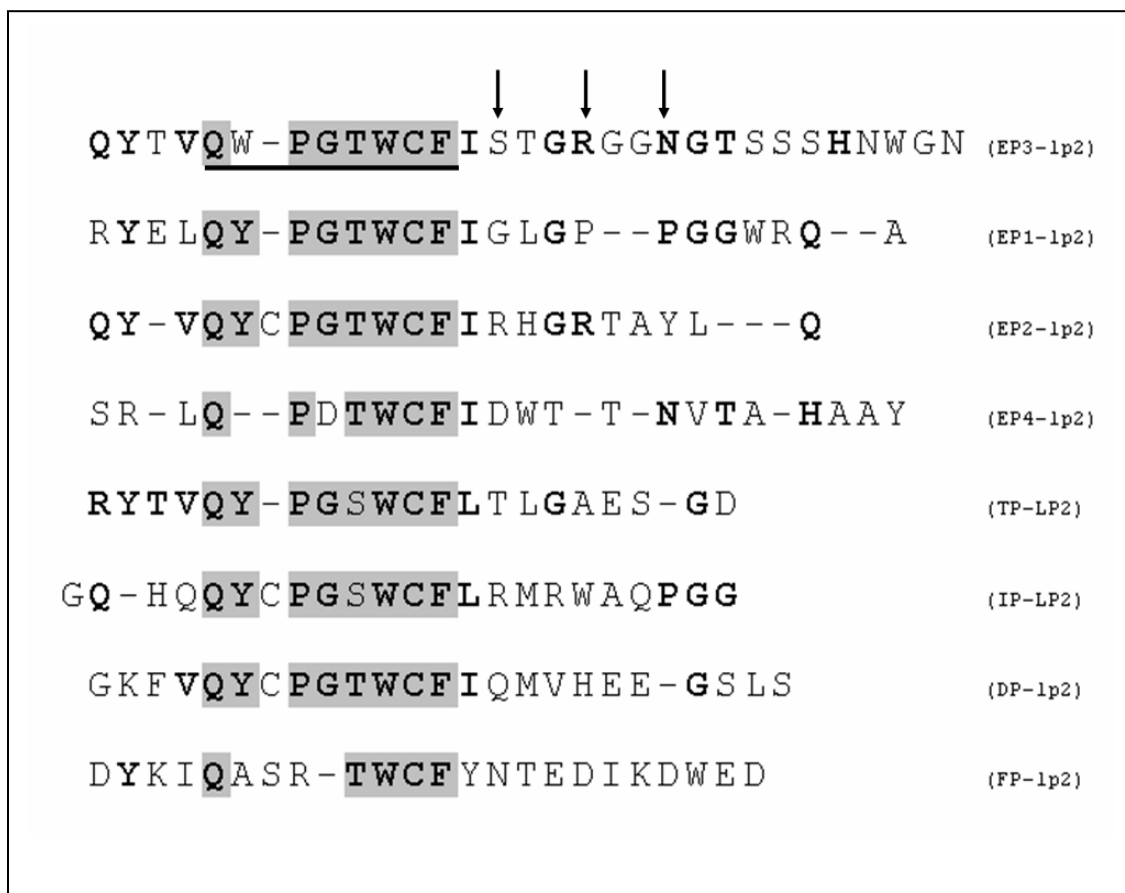 QYTVQW-PGTWCFISTGRGGNGTSSSHNWGN (EP3-lp2)
RYELQY-PGTWCFIGLGP--PGGWRQ--A (EP1-lp2)
QY-VQYCPGTWCFIRHGRTAYL---Q (EP2-lp2)
SR-LQ--PDTWCFIDWT-T-NVTA-HAAY (EP4-lp2)
RYTVQY-PGSWCFLTLGAES-GD (TP-LP2)
GQ-HQQYCPGSWCFLRMRWAQPGG (IP-LP2)
GKFVQYCPGTWCFIQMVHEE-GSLS (DP-lp2)
DYKIQASR-TWCFYNTEDIKDWED (FP-lp2)